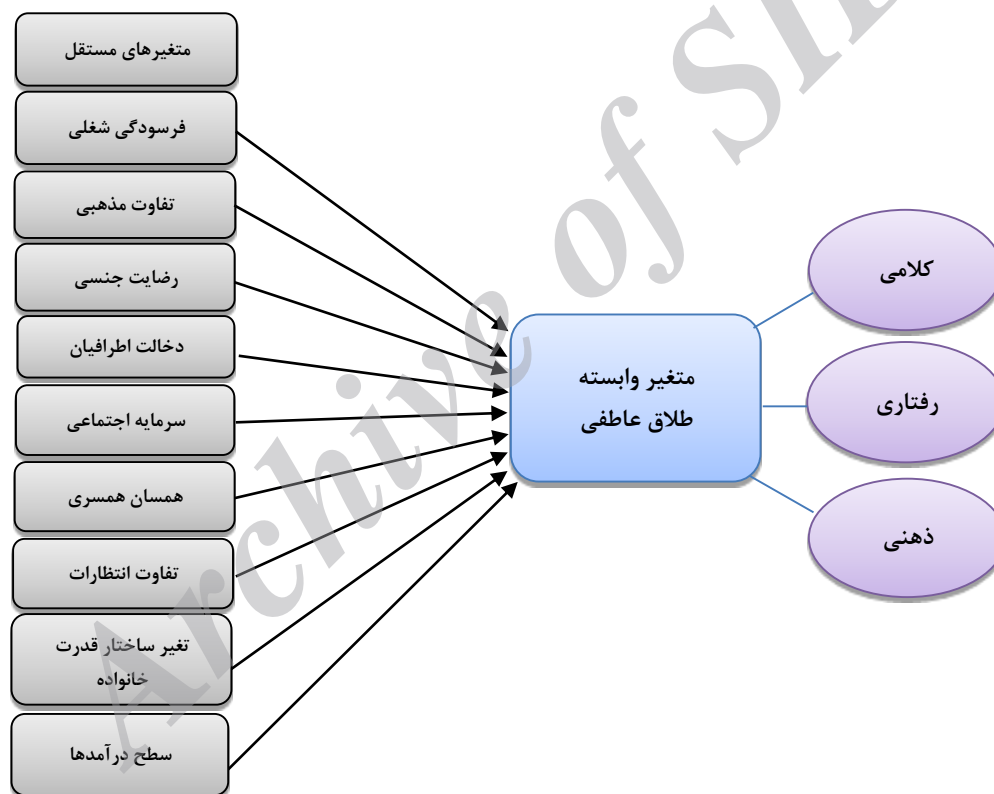 متغیرهای مستقل
فرسودگی شغلی
تفاوت مذهبی
رضایت جنسی
دخالت اطرافیان
سرمایه اجتماعی
همسان همسری
تفاوت انتظارات
تغیر ساختار قدرت
خانواده
سطح درآمدها
متغیر وابسته
طلاق عاطفی
کلامی
رفتاری
ذهنی
Archive of